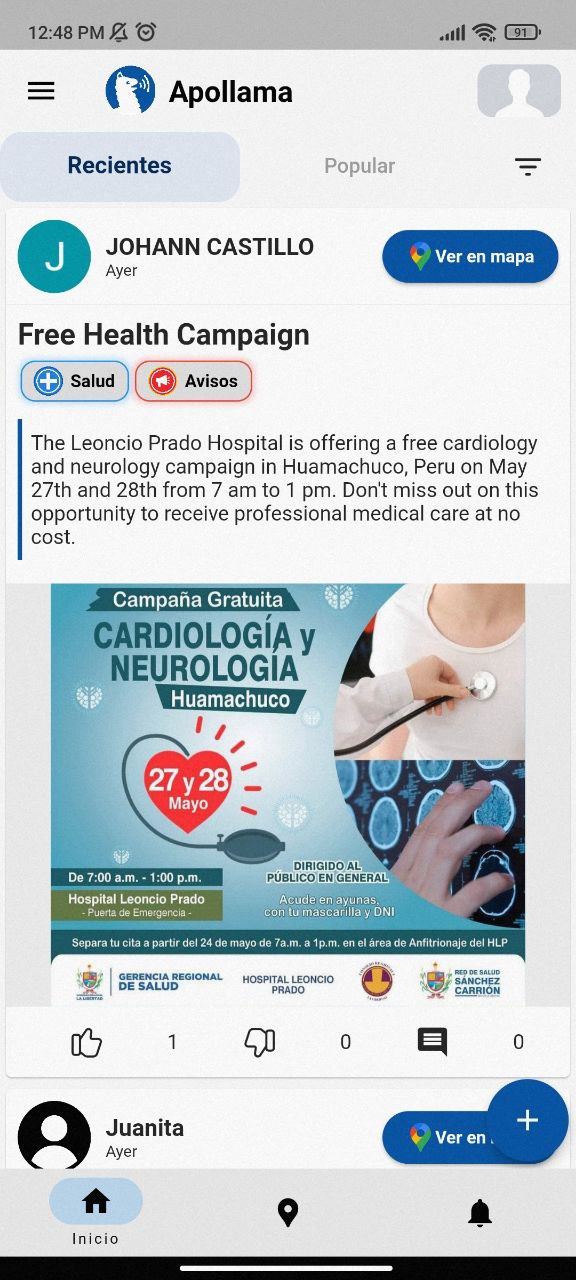 12:48 PM
91
Apollama
Recientes
Popular
J
JOHANN CASTILLO
Ayer
Ver en mapa
Free Health Campaign
Salud
Avisos
The Leoncio Prado Hospital is offering a free cardiology
and neurology campaign in Huamachuco, Peru on May
27th and 28th from 7 am to 1 pm. Don't miss out on this
opportunity to receive professional medical care at no
cost.
Campaña Gratuita
CARDIOLOGÍA y
NEUROLOGÍA
Huamachuco
27 y 28
Mayo
De 7:00 a.m. - 1:00 p.m.
Hospital Leoncio Prado
- Puerta de Emergencia -
DIRIGIDO AL
PÚBLICO EN GENERAL
Acude en ayunas,
con tu mascarilla y DNI
Separa tu cita a partir del 24 de mayo de 7a.m. a 1p.m. en el área de Anfitrionaje del HLP
LA LIBERTAD
GERENCIA REGIONAL
DE SALUD
HOSPITAL LEONCIO
PRADO
RED DE SALUD
SÁNCHEZ
CARRIÓN
1
0
0
Juanita
Ayer
Ver en
+
Inicio